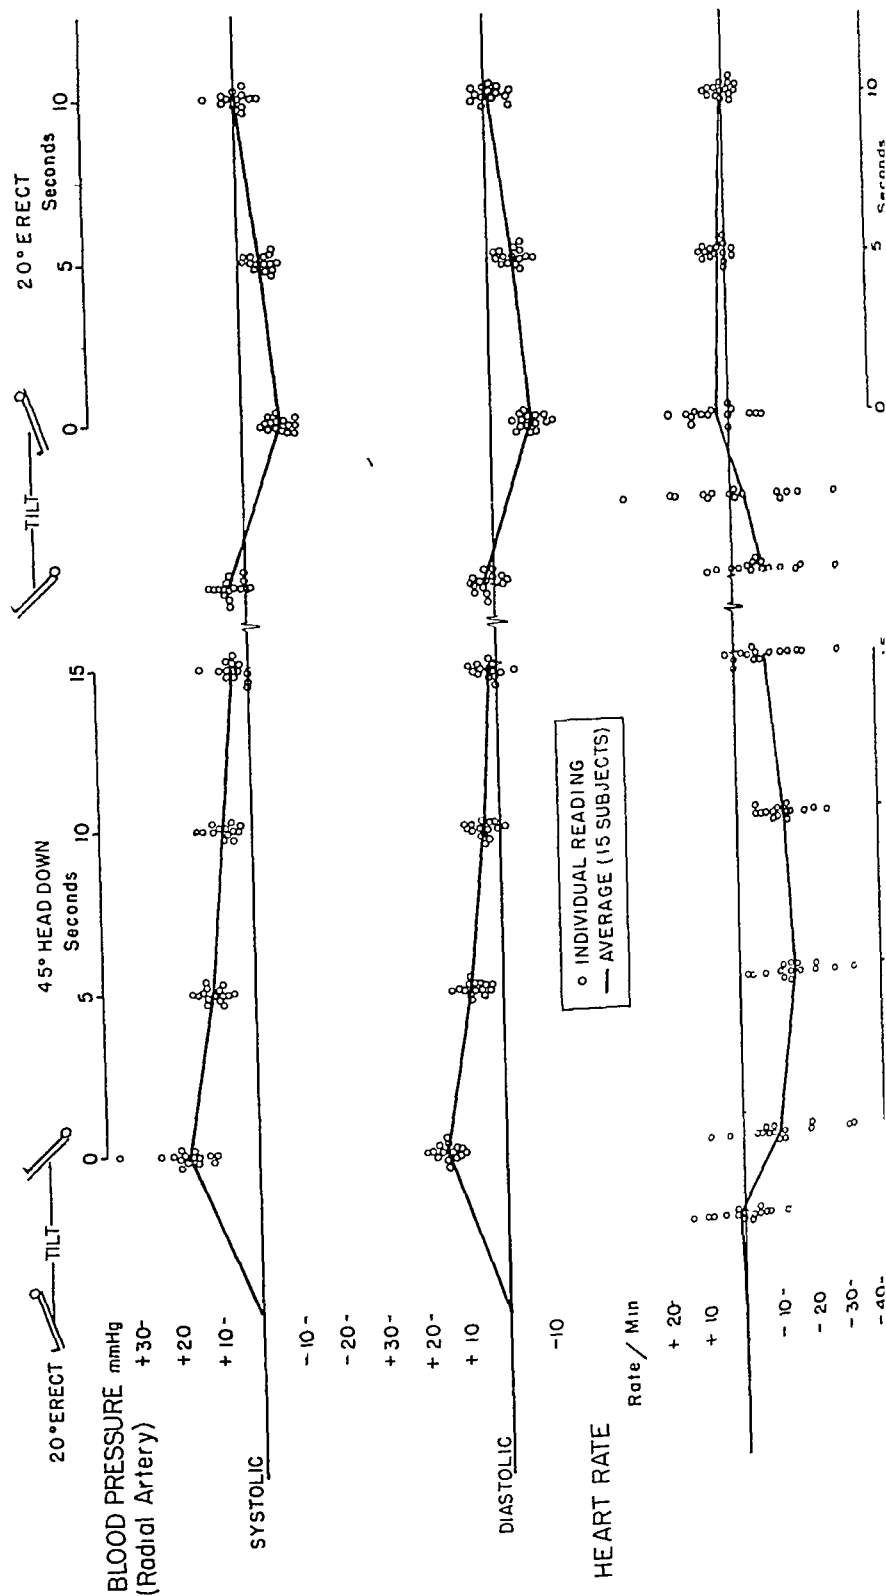 20° ERECT
TILT
45° HEAD DOWN
Seconds
0 5 10 15
TILT
20° ERECT
Seconds
0 5 10
BLOOD PRESSURE mmHg
(Radial Artery)
+30-
+20
+10-
SYSTOLIC
-10-
-20-
+30-
+20-
+10
DIASTOLIC
-10
○ INDIVIDUAL READING
— AVERAGE (15 SUBJECTS)
HEART RATE
Rate / Min
+ 20-
+ 10
- 10-
- 20
-30-
-40-
0 5 10
Seconds